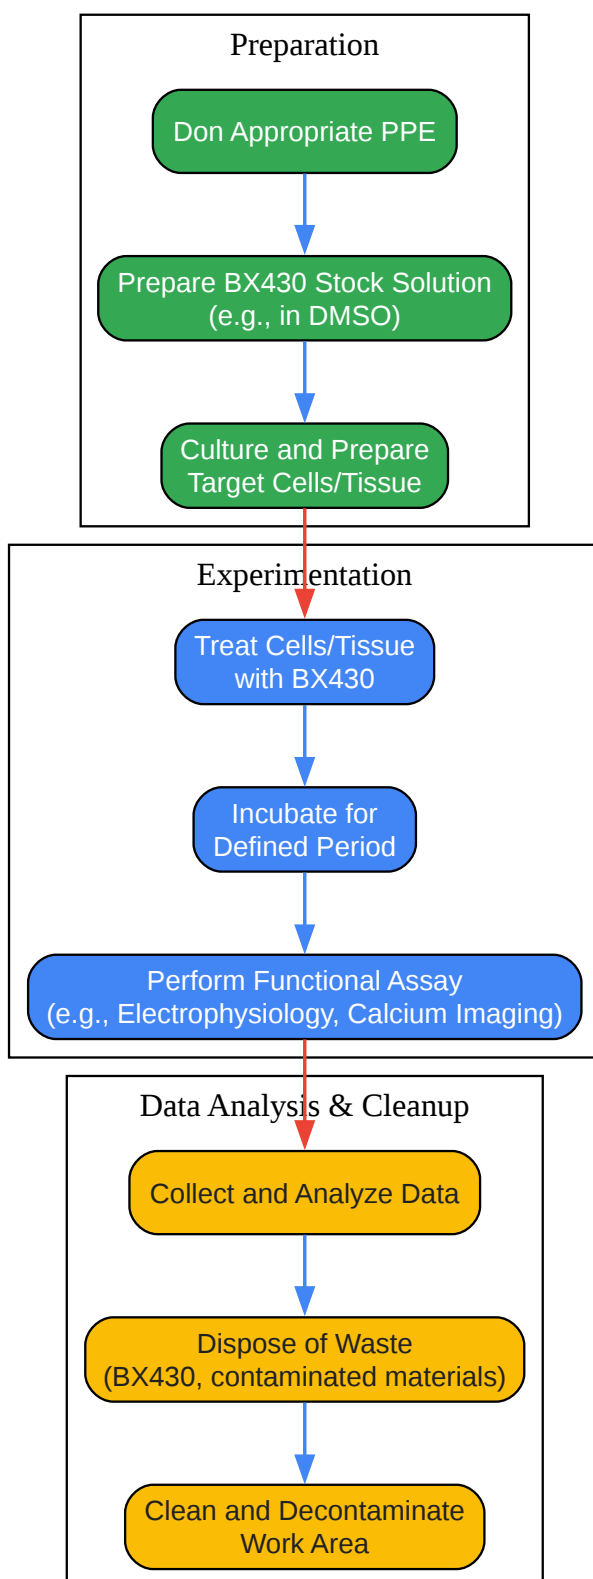 Preparation
Don Appropriate PPE
Prepare BX430 Stock Solution
(e.g., in DMSO)
Culture and Prepare
Target Cells/Tissue
Experimentation
Treat Cells/Tissue
with BX430
Incubate for
Defined Period
Perform Functional Assay
(e.g., Electrophysiology, Calcium Imaging)
Data Analysis & Cleanup
Collect and Analyze Data
Dispose of Waste
(BX430, contaminated materials)
Clean and Decontaminate
Work Area